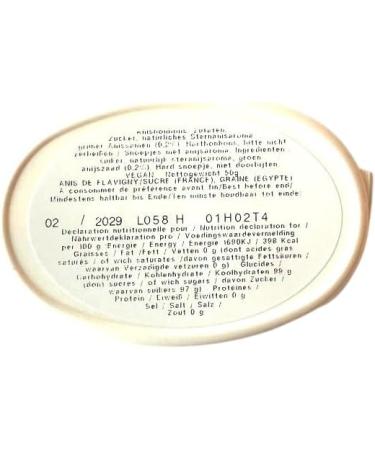 Anisbonbons Zutaten:
Zucker, natürliches Sternanisaroma
grüner Anissamen (0,2%) Hartbonbons, bitte nicht
zerbeißen / Snoepjes met anijsaroma. Ingrediënten:
suiker, natuurlijk steranijsaroma, groen
anijszaad (0,2%) Hard snoepje, niet doorbijten
VEGAN Nettogewicht 50g
ANIS DE FLAVIGNY/SUCRE (FRANCE), GRAINE (EGYPTE)
A consommer de préférence avant fin/Best before end/
Mindestens haltbar bis Ende/Ten minste houdbaar tot einde:
02 / 2029 L058 H 01H02T4
Déclaration nutritionnelle pour / Nutrition declaration for /
Nährwertdeklaration pro / Voedingswaardevermelding
per 100 g: Energie / Energy / Energie 1690KJ / 398 Kcal
Graisses / Fat /Fett / Vetten 0 g (dont acides gras
saturés / of wich saturates /davon gesättigte Fettsäuren /
waarvan Verzadigde vetzuren 0 g) Glucides /
Carbohydrate / Kohlenhydrate / Koolhydraten 99 g
(dont sucres / of wich sugars / davon Zucker /
waarvan suikers 97 g) Protéines /
Protein / Eiweiß / Eiwitten 0 g
Sel / Salt / Salz /
Zout 0 g